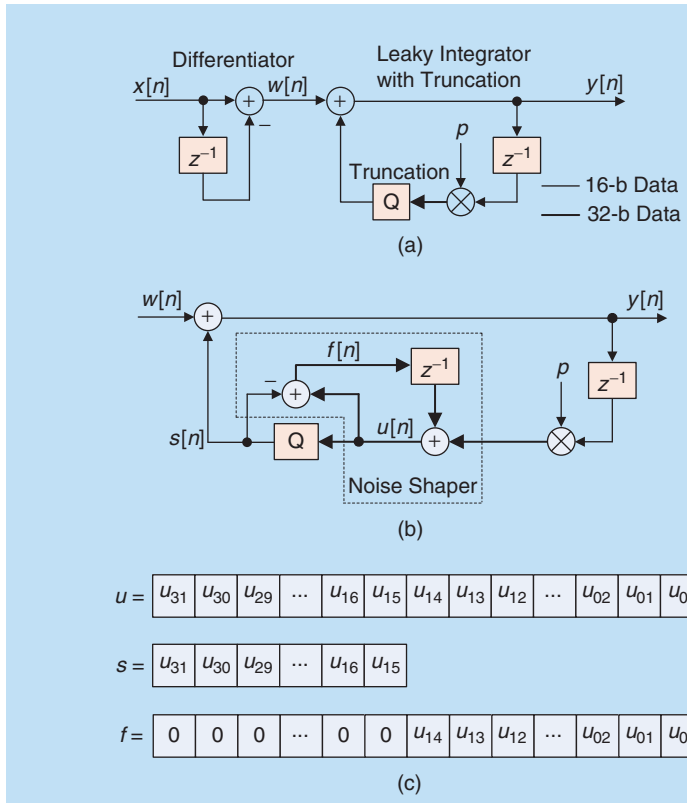 Differentiator
Leaky Integrator
with Truncation
x[n]
w[n]
y[n]
+
+
−
z⁻¹
p
z⁻¹
Truncation
Q
×
16-b Data
32-b Data
(a)
w[n]
y[n]
+
f[n]
z⁻¹
−
+
p
z⁻¹
s[n]
Q
u[n]
+
×
Noise Shaper
(b)
u = u₃₁ u₃₀ u₂₉ ... u₁₆ u₁₅ u₁₄ u₁₃ u₁₂ ... u₀₂ u₀₁
s = u₃₁ u₃₀ u₂₉ ... u₁₆ u₁₅
f = 0 0 0 ... 0 0 u₁₄ u₁₃ u₁₂ ... u₀₂ u₀₁
(c)